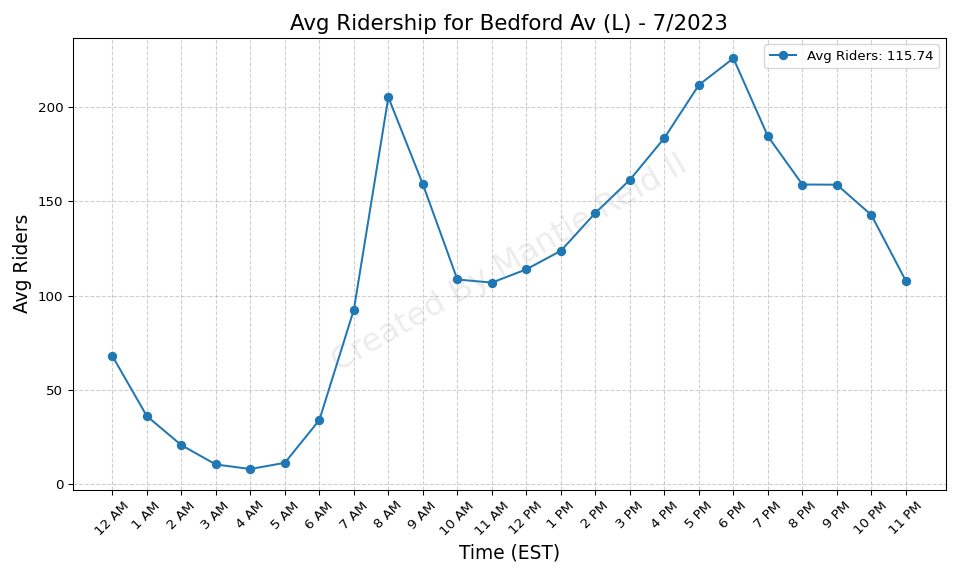 Avg Ridership for Bedford Av (L) - 7/2023
Avg Riders: 115.74
Avg Riders
200
150
100
50
0
Created By Mantie Reid II
12 AM
1 AM
2 AM
3 AM
4 AM
5 AM
6 AM
7 AM
8 AM
9 AM
10 AM
11 AM
12 PM
1 PM
2 PM
3 PM
4 PM
5 PM
6 PM
7 PM
8 PM
9 PM
10 PM
11 PM
Time (EST)